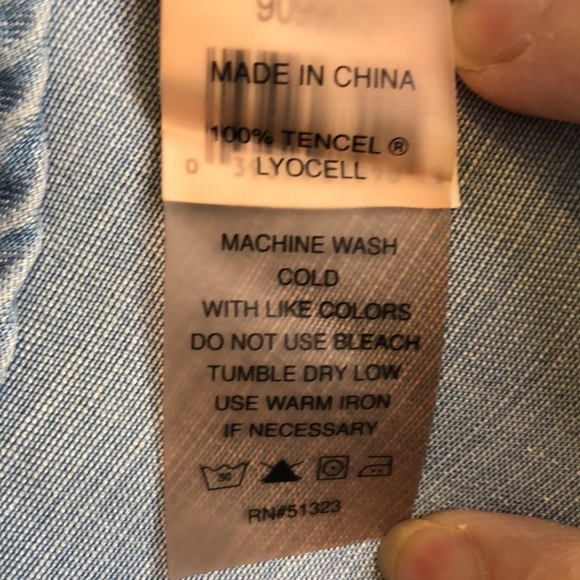 MADE IN CHINA
100% TENCEL ®
LYOCELL
MACHINE WASH
COLD
WITH LIKE COLORS
DO NOT USE BLEACH
TUMBLE DRY LOW
USE WARM IRON
IF NECESSARY
30
RN#51323